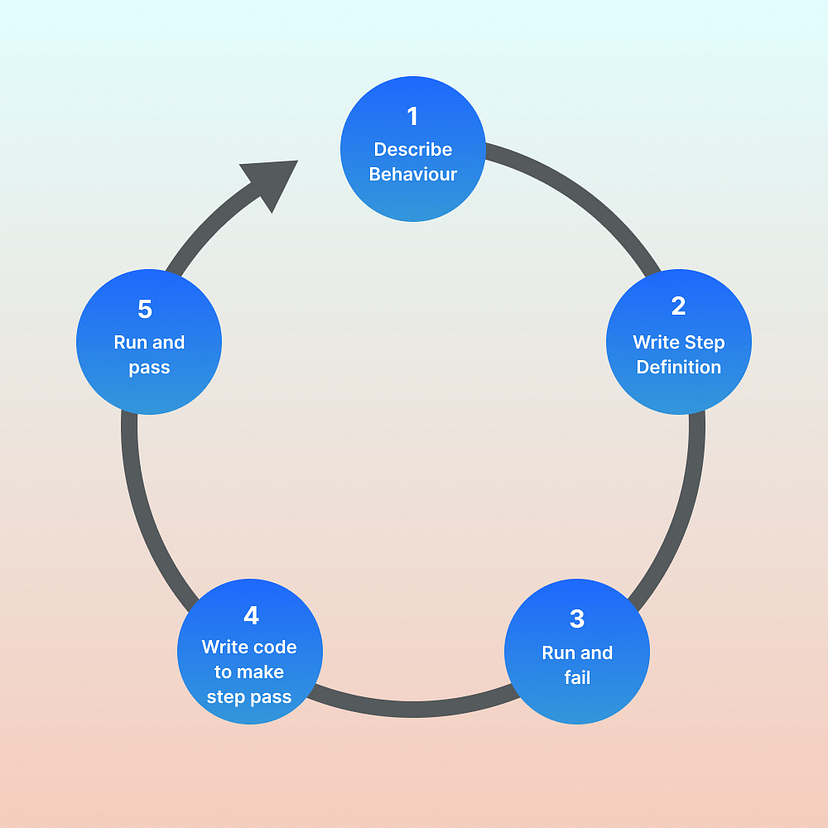 1
Describe
Behaviour
2
Write Step
Definition
3
Run and
fail
4
Write code
to make
step pass
5
Run and
pass